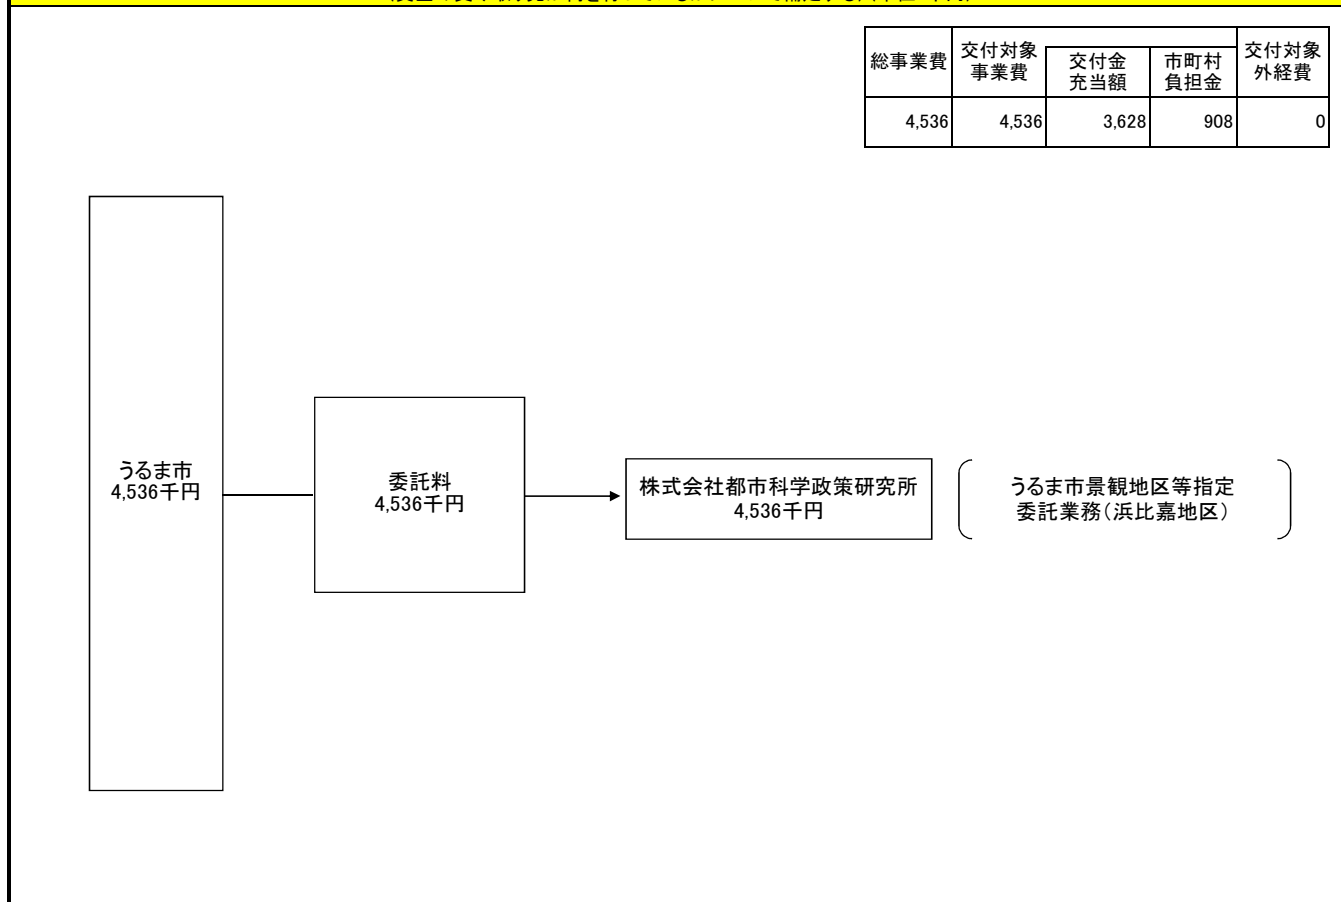 総事業費
交付対象
事業費
交付金
充当額
市町村
負担金
交付対象
外経費
4,536
4,536
3,628
908
0
うるま市
4,536千円
委託料
4,536千円
株式会社都市科学政策研究所
4,536千円
うるま市景観地区等指定
委託業務(浜比嘉地区)